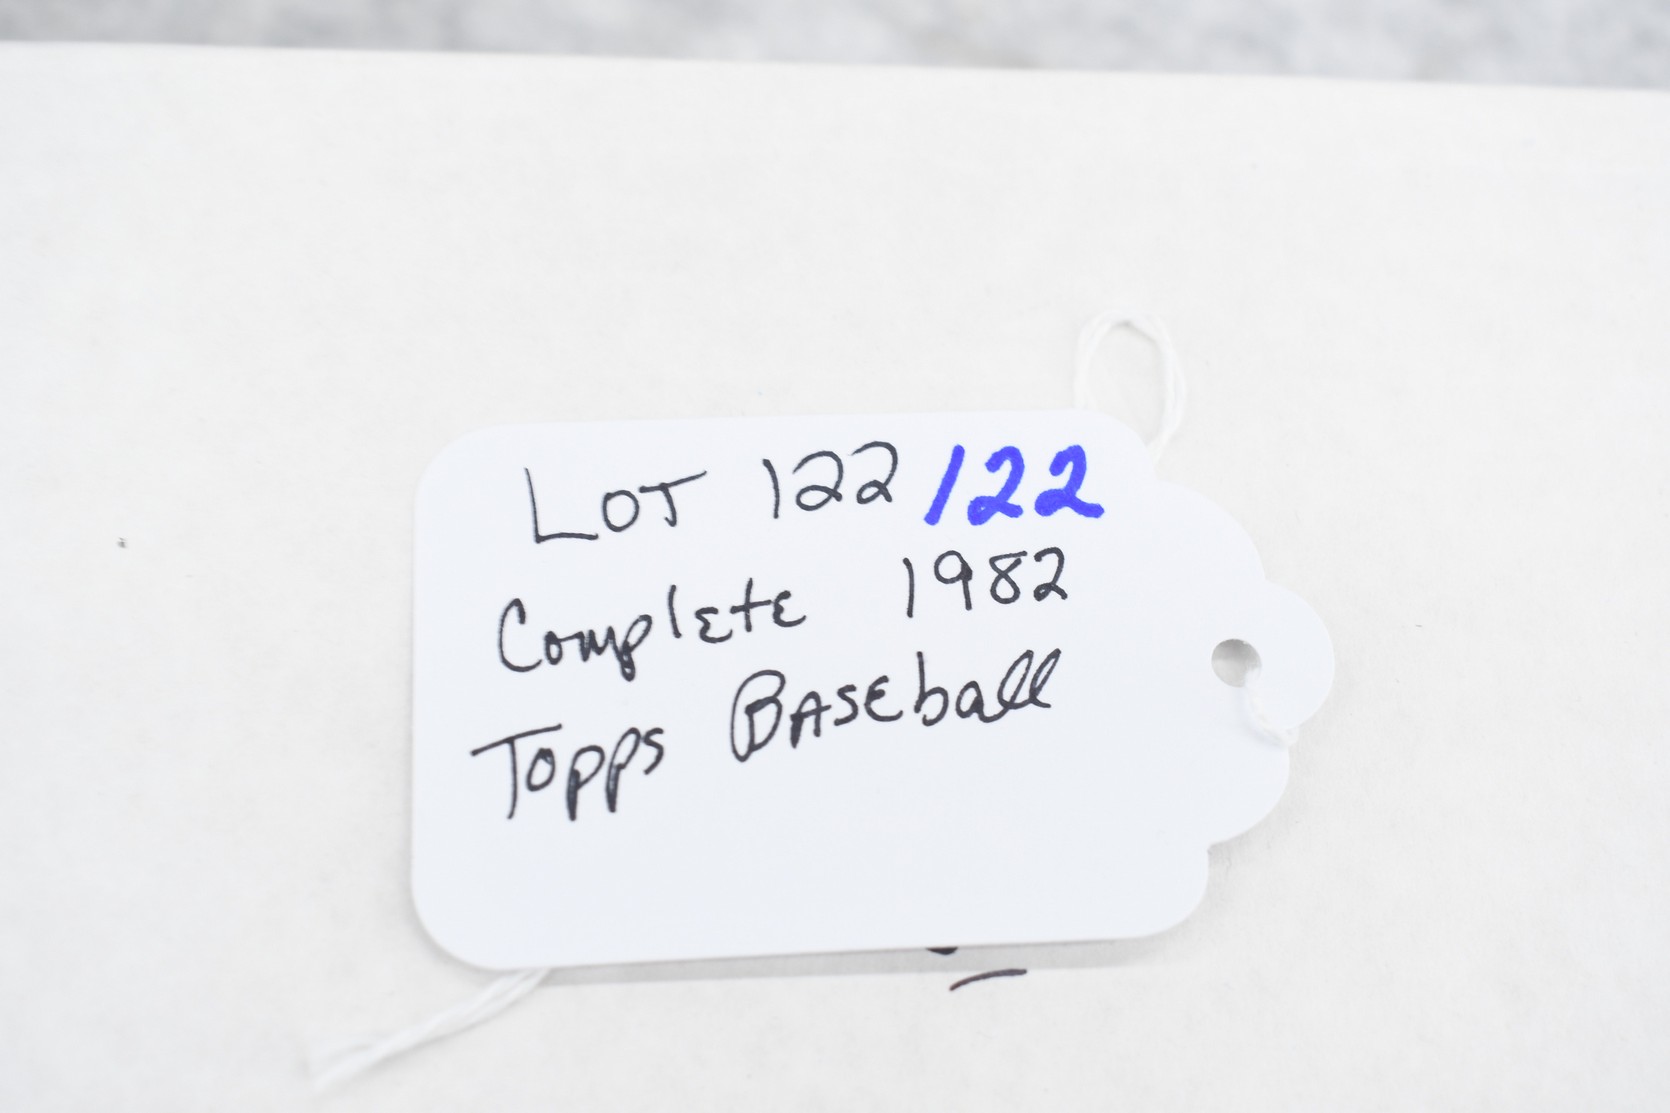 LOT 122 122
Complete 1982
Topps Baseball